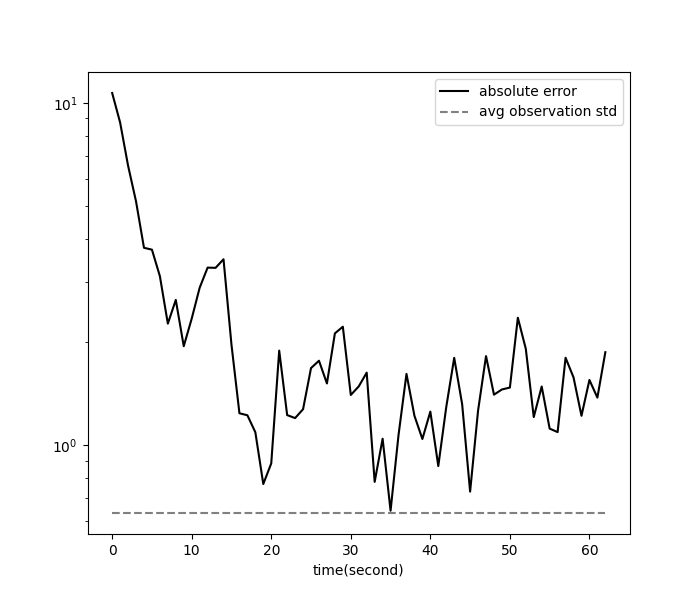 absolute error
avg observation std
10¹
10⁰
0 10 20 30 40 50 60
time(second)